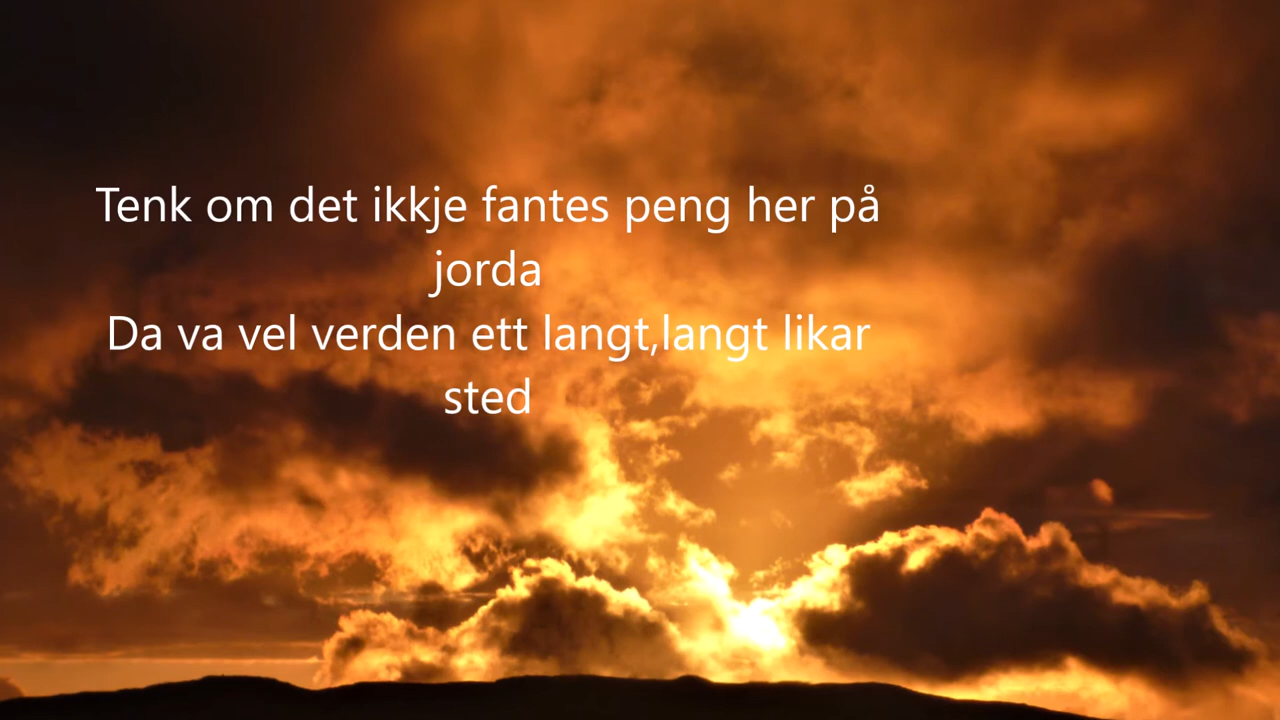 Tenk om det ikkje fantes peng her på
jorda
Da va vel verden ett langt,langt likar
sted